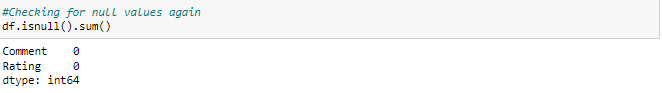 #Checking for null values again
df.isnull().sum()
Comment    0
Rating     0
dtype: int64